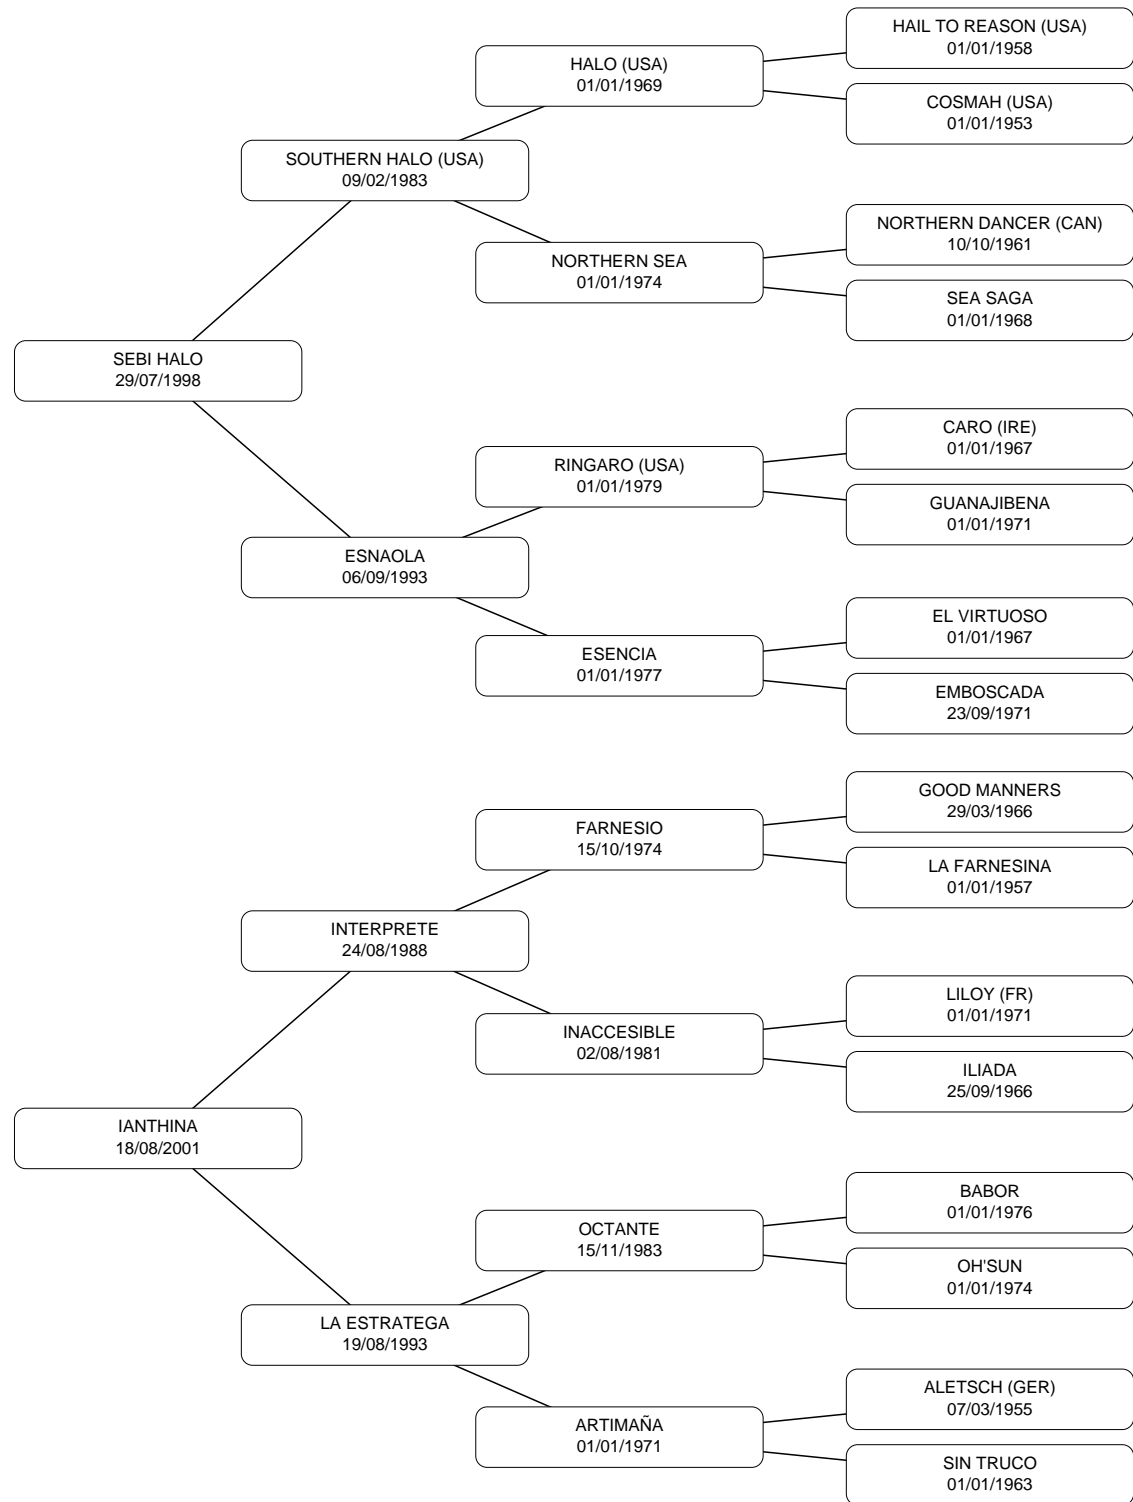 HAIL TO REASON (USA)
01/01/1958
HALO (USA)
01/01/1969
COSMAH (USA)
01/01/1953
SOUTHERN HALO (USA)
09/02/1983
NORTHERN DANCER (CAN)
10/10/1961
NORTHERN SEA
01/01/1974
SEA SAGA
01/01/1968
SEBI HALO
29/07/1998
CARO (IRE)
01/01/1967
RINGARO (USA)
01/01/1979
GUANAJIBENA
01/01/1971
ESNAOLA
06/09/1993
EL VIRTUOSO
01/01/1967
ESENCIA
01/01/1977
EMBOSCADA
23/09/1971
GOOD MANNERS
29/03/1966
FARNESIO
15/10/1974
LA FARNESINA
01/01/1957
INTERPRETE
24/08/1988
LILOY (FR)
01/01/1971
INACCESIBLE
02/08/1981
ILIADA
25/09/1966
IANTHINA
18/08/2001
BABOR
01/01/1976
OCTANTE
15/11/1983
OH'SUN
01/01/1974
LA ESTRATEGA
19/08/1993
ALETSCH (GER)
07/03/1955
ARTIMAÑA
01/01/1971
SIN TRUCO
01/01/1963